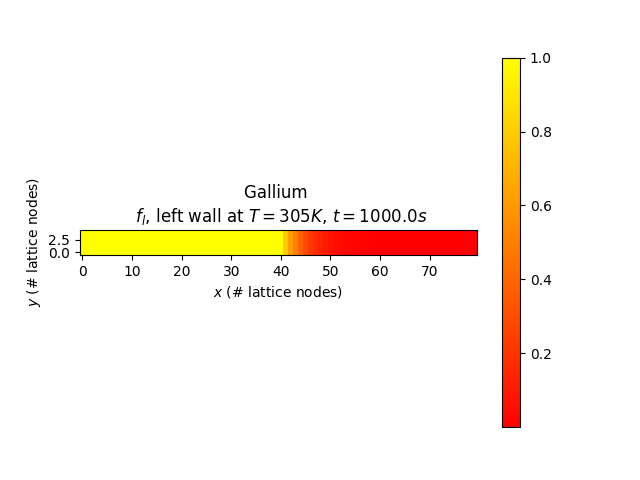 Gallium
f_l, left wall at T = 305K, t = 1000.0s
y (# lattice nodes)
2.5
0.0
0 10 20 30 40 50 60 70
x (# lattice nodes)
1.0
0.8
0.6
0.4
0.2